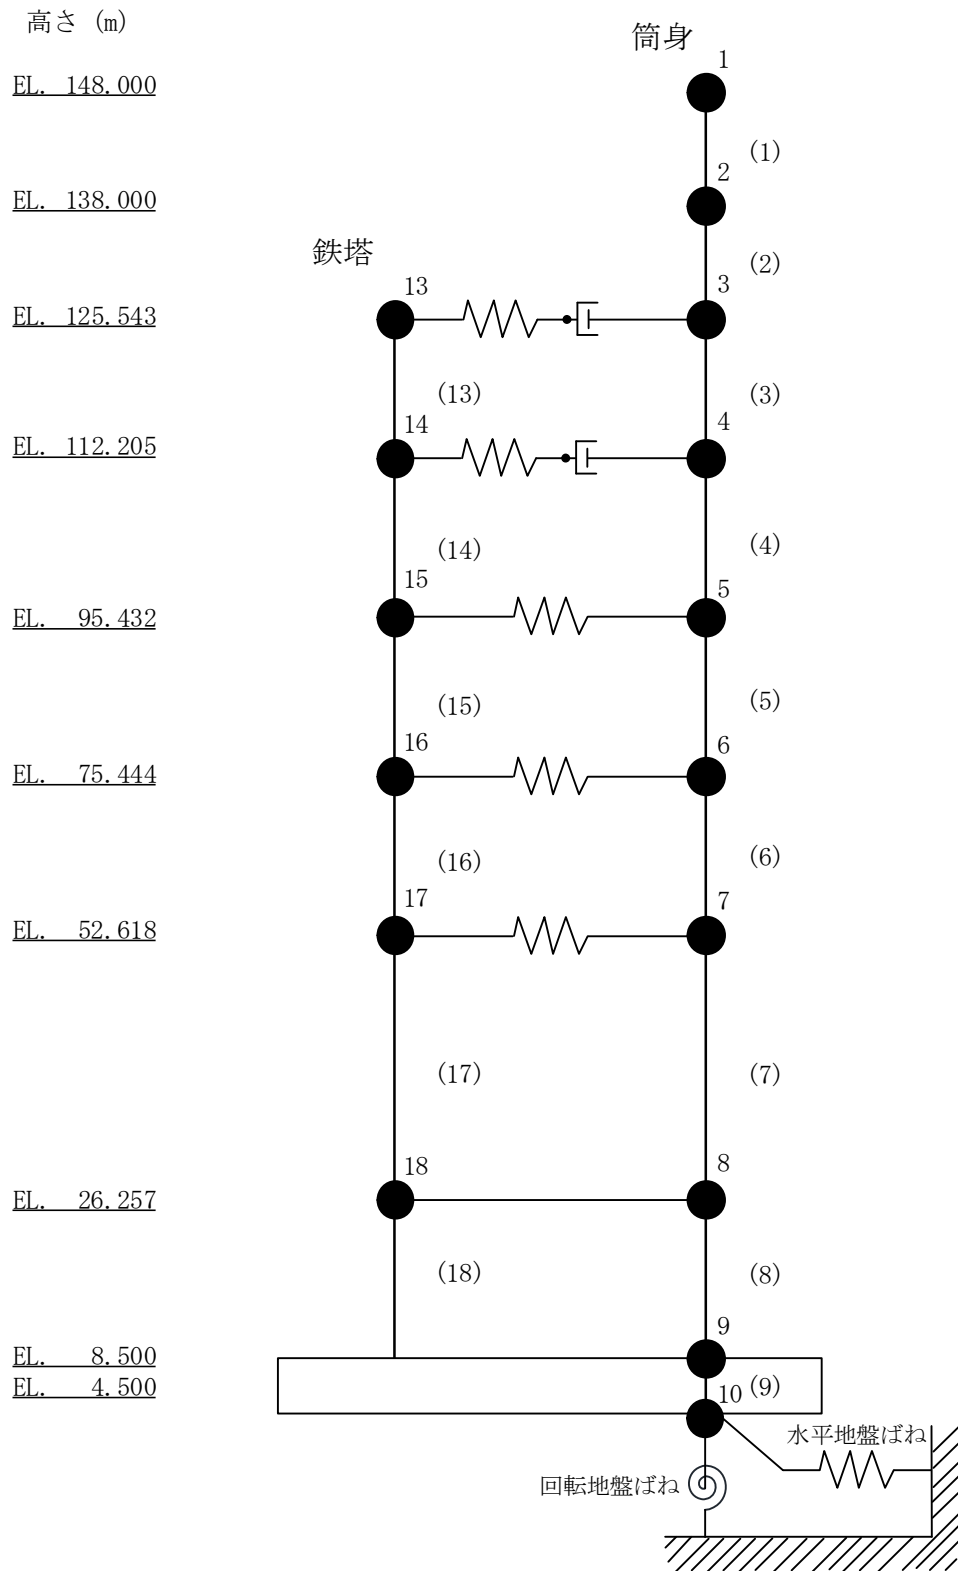 高さ (m)
筒身
1
EL. 148.000
(1)
2
EL. 138.000
鉄塔
(2)
13
3
EL. 125.543
(13)
(3)
14
4
EL. 112.205
(14)
(4)
15
5
EL. 95.432
(15)
(5)
16
6
EL. 75.444
(16)
(6)
17
7
EL. 52.618
(17)
(7)
18
8
EL. 26.257
(18)
(8)
9
EL. 8.500
EL. 4.500
10
(9)
水平地盤ばね
回転地盤ばね